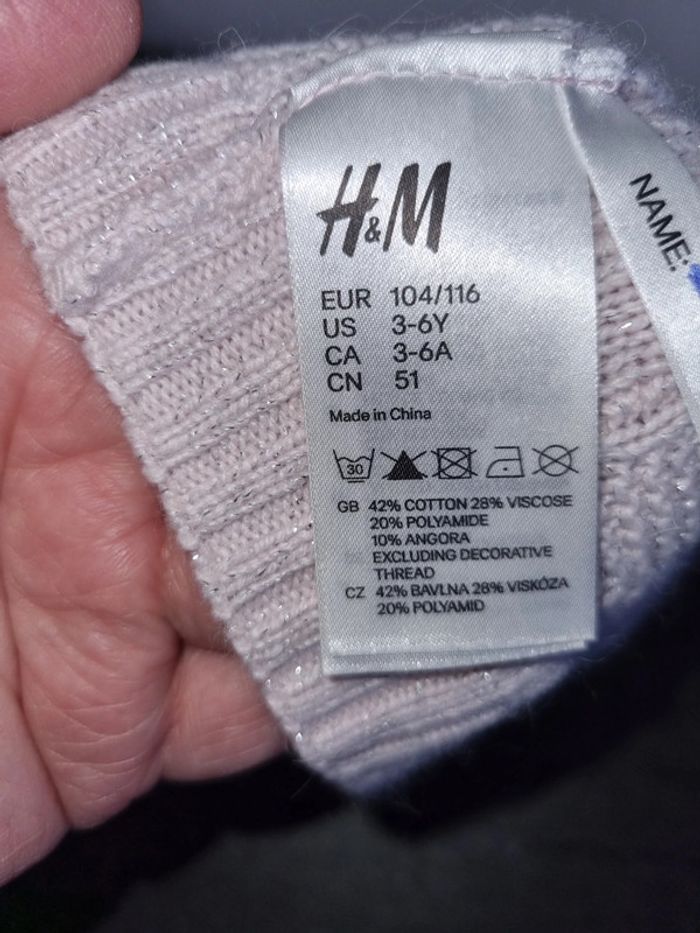 H&M
EUR 104/116
US 3-6Y
CA 3-6A
CN 51
Made in China
30
GB 42% COTTON 28% VISCOSE
20% POLYAMIDE
10% ANGORA
EXCLUDING DECORATIVE
THREAD
CZ 42% BAVLNA 28% VISKÓZA
20% POLYAMID
NAME: